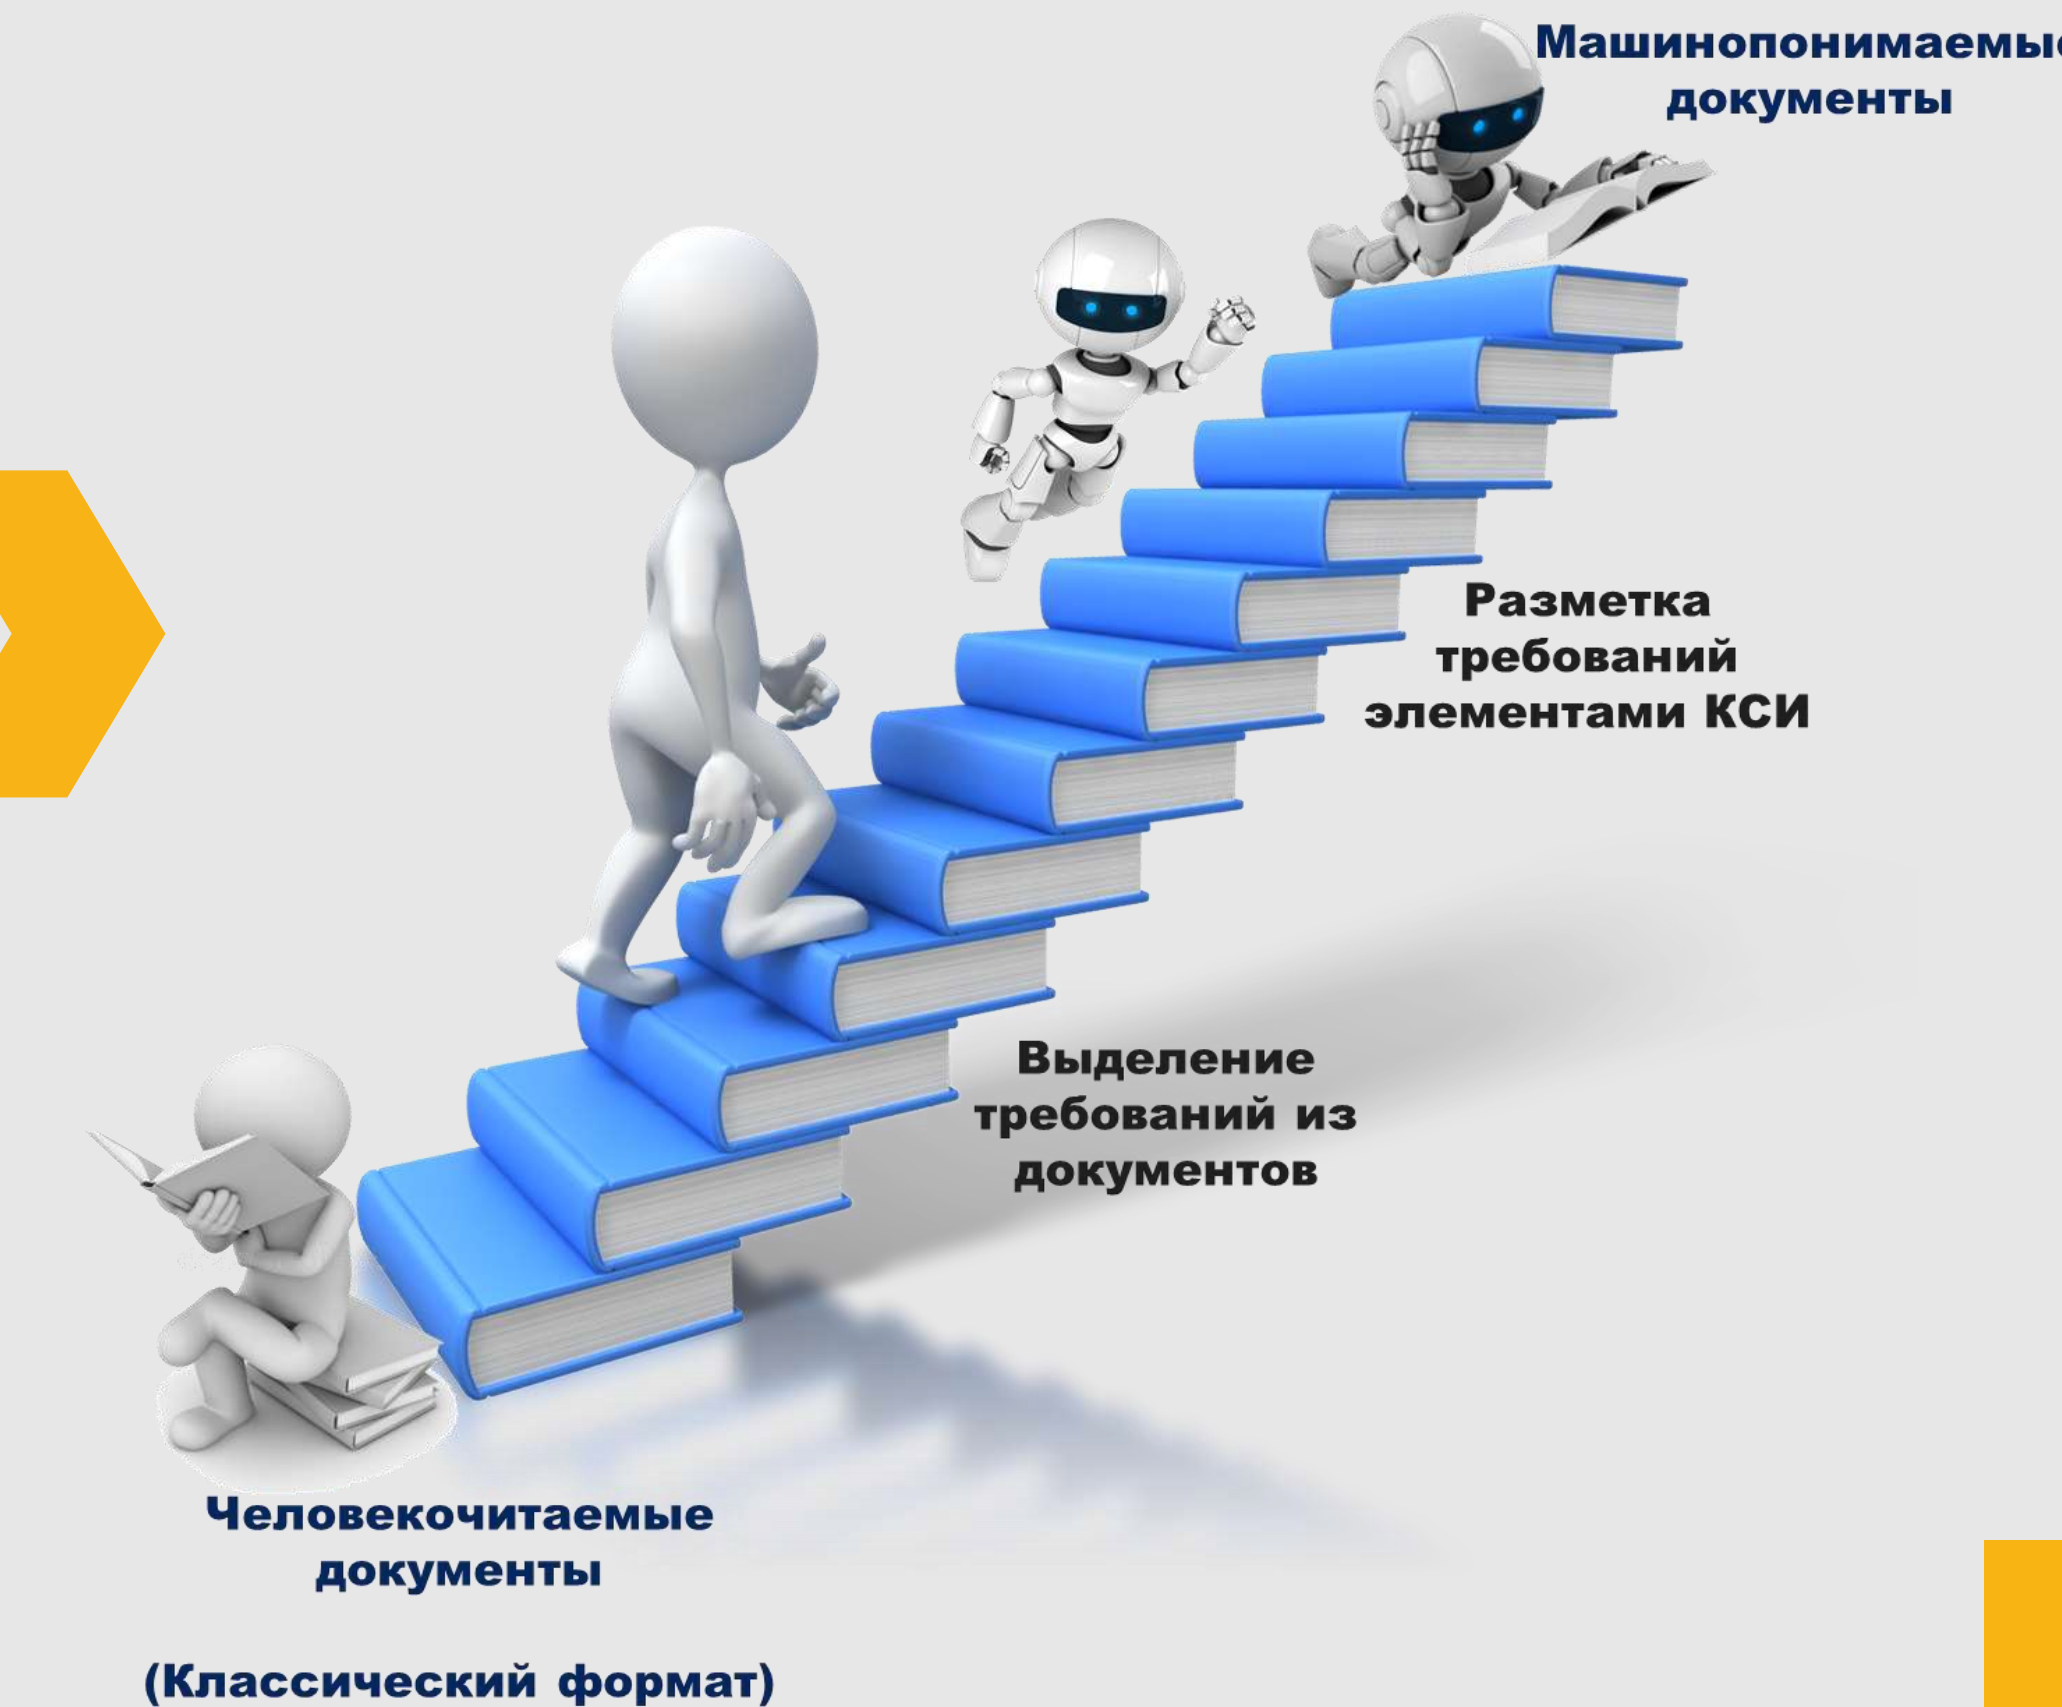 Машинопонимаемые
документы
Разметка
требований
элементами КСИ
Выделение
требований из
документов
Человекочитаемые
документы
(Классический формат)